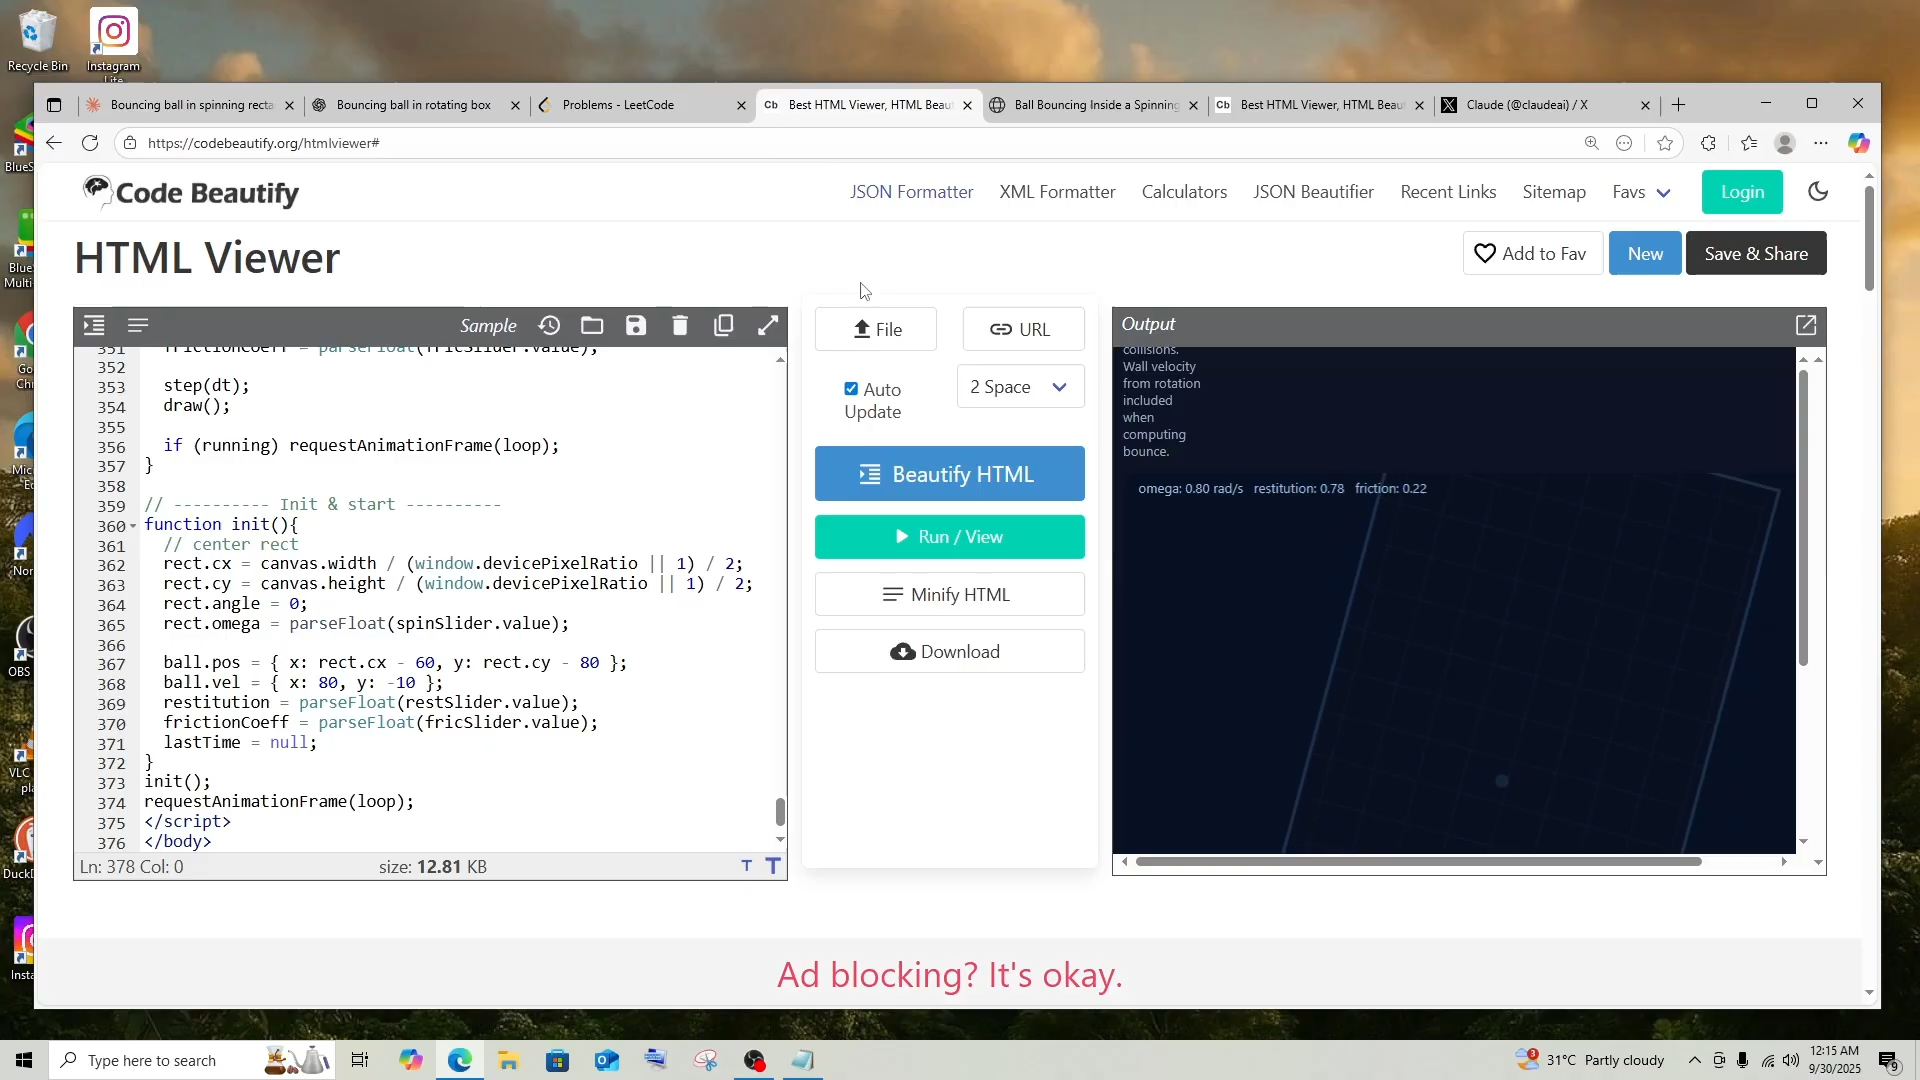 Recycle Bin
Instagram
Lite
Bouncing ball in spinning recta
Bouncing ball in rotating box
Problems - LeetCode
Cb Best HTML Viewer, HTML Beau
Ball Bouncing Inside a Spinning
Cb Best HTML Viewer, HTML Beau
Claude (@claudeai) / X
https://codebeautify.org/htmlviewer#
Code Beautify
JSON Formatter
XML Formatter
Calculators
JSON Beautifier
Recent Links
Sitemap
Favs
Login
HTML Viewer
Add to Fav
New
Save & Share
Sample
File
URL
Auto
Update
2 Space
Beautify HTML
Run / View
Minify HTML
Download
351 frictionCoeff = parseFloat(fricSlider.value);
352
353 step(dt);
354 draw();
355
356 if (running) requestAnimationFrame(loop);
357 }
358
359 // ---------- Init & start ----------
360 function init(){
361 // center rect
362 rect.cx = canvas.width / (window.devicePixelRatio || 1) / 2;
363 rect.cy = canvas.height / (window.devicePixelRatio || 1) / 2;
364 rect.angle = 0;
365 rect.omega = parseFloat(spinSlider.value);
366
367 ball.pos = { x: rect.cx - 60, y: rect.cy - 80 };
368 ball.vel = { x: 80, y: -10 };
369 restitution = parseFloat(restSlider.value);
370 frictionCoeff = parseFloat(fricSlider.value);
371 lastTime = null;
372 }
373 init();
374 requestAnimationFrame(loop);
375 </script>
376 </body>
Ln: 378 Col: 0
size: 12.81 KB
T T
Output
collisions.
Wall velocity
from rotation
included
when
computing
bounce.
omega: 0.80 rad/s restitution: 0.78 friction: 0.22
Ad blocking? It's okay.
Type here to search
3
31°C Partly cloudy
12:15 AM
9/30/2025
9